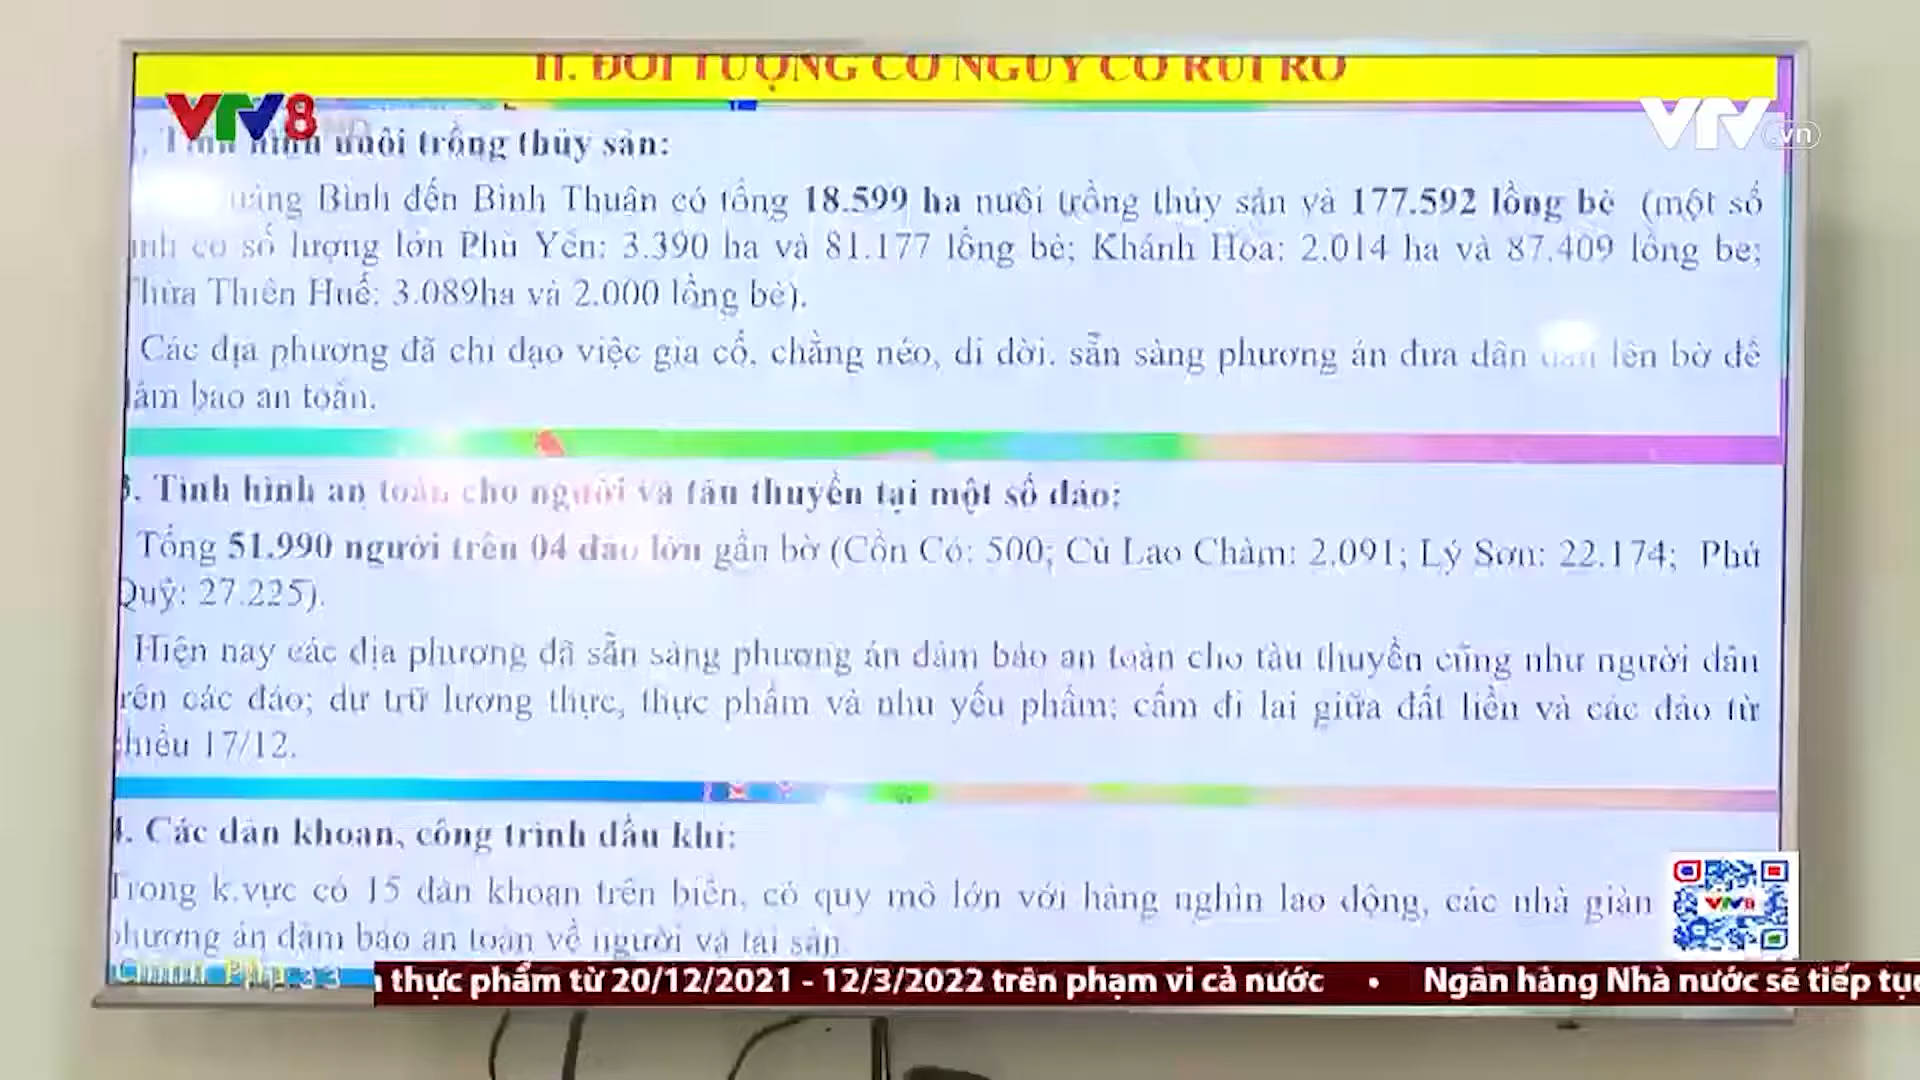 II. ĐỐI TƯỢNG CÓ NGUY CƠ RỦI RO
VTV8
VTV.vn
Tình hình nuôi trồng thủy sản:
Quảng Bình đến Bình Thuận có tổng 18.599 ha nuôi trồng thủy sản và 177.592 lồng bè (một số
tỉnh có số lượng lớn Phú Yên: 3.390 ha và 81.177 lồng bè; Khánh Hòa: 2.014 ha và 87.409 lồng bè;
Thừa Thiên Huế: 3.089ha và 2.000 lồng bè).
Các địa phương đã chỉ đạo việc gia cố, chằng néo, di dời. sẵn sàng phương án đưa dân lên bờ để
đảm bảo an toàn.
3. Tình hình an toàn cho người và tàu thuyền tại một số đảo:
Tổng 51.990 người trên 04 đảo lớn gần bờ (Cồn Cỏ: 500; Cù Lao Chàm: 2.091; Lý Sơn: 22.174; Phú
Quý: 27.225).
Hiện nay các địa phương đã sẵn sàng phương án đảm bảo an toàn cho tàu thuyền cũng như người dân
trên các đảo; dự trữ lương thực, thực phẩm và nhu yếu phẩm; cấm đi lại giữa đất liền và các đảo từ
chiều 17/12.
4. Các dàn khoan, công trình dầu khí:
Trong k.vực có 15 dàn khoan trên biển, có quy mô lớn với hàng nghìn lao động, các nhà giàn
phương án đảm bảo an toàn về người và tài sản
VTV8
thực phẩm từ 20/12/2021 - 12/3/2022 trên phạm vi cả nước • Ngân hàng Nhà nước sẽ tiếp tục